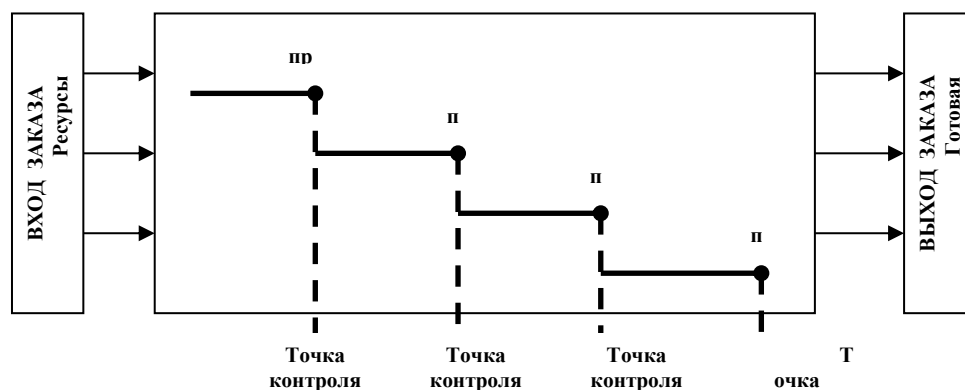 ВХОД ЗАКАЗА
Ресурсы
пр
п
п
п
ВЫХОД ЗАКАЗА
Готовая
Точка
контроля
Точка
контроля
Точка
контроля
Т
очка